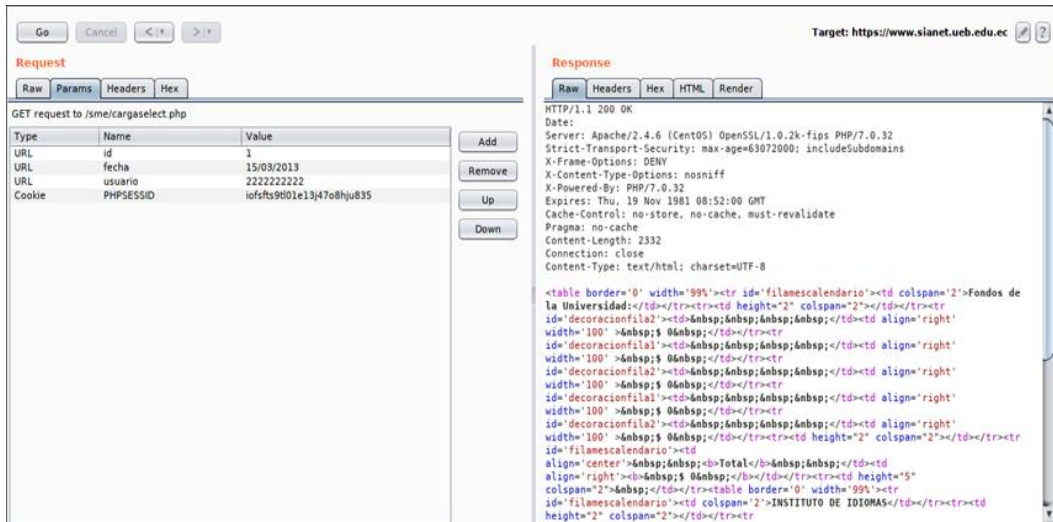 Go Cancel < >
Target: https://www.sianet.ueb.edu.ec ?
Request
Raw Params Headers Hex
GET request to /sme/cargaselect.php
Type Name Value
URL id 1
URL fecha 15/03/2013
URL usuario 2222222222
Cookie PHPSESSID iofsfts9tl01e13j47o8hju835
Add
Remove
Up
Down
Response
Raw Headers Hex HTML Render
HTTP/1.1 200 OK
Date:
Server: Apache/2.4.6 (CentOS) OpenSSL/1.0.2k-fips PHP/7.0.32
Strict-Transport-Security: max-age=63072000; includeSubdomains
X-Frame-Options: DENY
X-Content-Type-Options: nosniff
X-Powered-By: PHP/7.0.32
Expires: Thu, 19 Nov 1981 08:52:00 GMT
Cache-Control: no-store, no-cache, must-revalidate
Pragma: no-cache
Content-Length: 2332
Connection: close
Content-Type: text/html; charset=UTF-8
<table border='0' width='99%'><tr id='filamescalendario'><td colspan='2'>Fondos de
la Universidad:</td></tr><tr><td height="2" colspan="2"></td></tr><tr
id='decoracionfila2'><td>&nbsp;&nbsp;&nbsp;&nbsp;</td><td align='right'
width='100' >&nbsp;$ 0&nbsp;</td></tr><tr
id='decoracionfila1'><td>&nbsp;&nbsp;&nbsp;&nbsp;</td><td align='right'
width='100' >&nbsp;$ 0&nbsp;</td></tr><tr
id='decoracionfila2'><td>&nbsp;&nbsp;&nbsp;&nbsp;</td><td align='right'
width='100' >&nbsp;$ 0&nbsp;</td></tr><tr
id='decoracionfila1'><td>&nbsp;&nbsp;&nbsp;&nbsp;</td><td align='right'
width='100' >&nbsp;$ 0&nbsp;</td></tr><tr
id='decoracionfila2'><td>&nbsp;&nbsp;&nbsp;&nbsp;</td><td align='right'
width='100' >&nbsp;$ 0&nbsp;</td></tr><tr><td height="2" colspan="2"></td></tr><tr
id='filamescalendario'><td
align='center'>&nbsp;&nbsp;<b>Total</b>&nbsp;&nbsp;</td><td
align='right'><b>&nbsp;$ 0&nbsp;</b></td></tr><tr><td height="5"
colspan="2">&nbsp;</td></tr><table border='0' width='99%'><tr
id='filamescalendario'><td colspan='2'>INSTITUTO DE IDIOMAS</td></tr><tr><td
height="2" colspan="2"></td></tr><tr